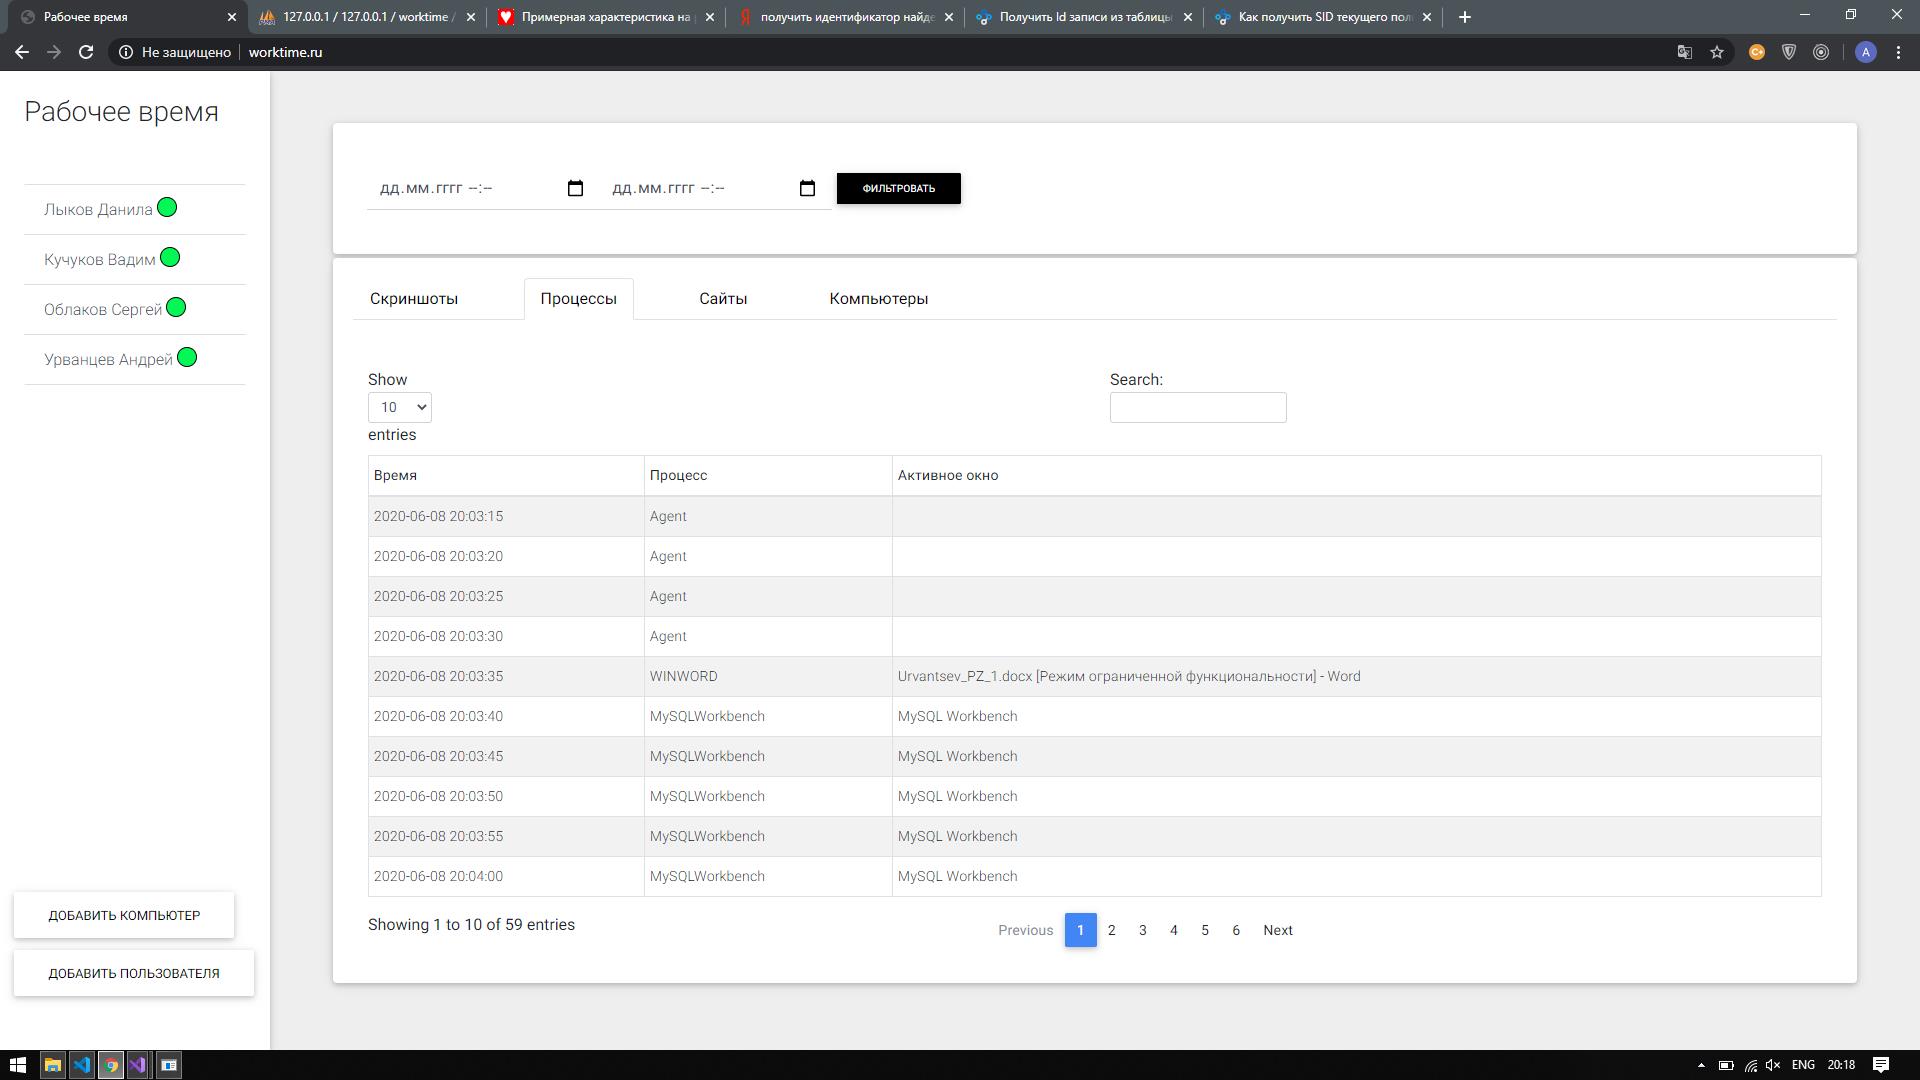 Рабочее время
127.0.0.1 / 127.0.0.1 / worktime /
Примерная характеристика на
получить идентификатор найде
Получить Id записи из таблицы
Как получить SID текущего пол
Не защищено
worktime.ru
A
Рабочее время
Лыков Данила
Кучуков Вадим
Облаков Сергей
Урванцев Андрей
ДОБАВИТЬ КОМПЬЮТЕР
ДОБАВИТЬ ПОЛЬЗОВАТЕЛЯ
дд.мм.гггг --:-- дд.мм.гггг --:-- ФИЛЬТРОВАТЬ
Скриншоты Процессы Сайты Компьютеры
Show
10
entries
Search:
Время Процесс Активное окно
2020-06-08 20:03:15 Agent
2020-06-08 20:03:20 Agent
2020-06-08 20:03:25 Agent
2020-06-08 20:03:30 Agent
2020-06-08 20:03:35 WINWORD Urvantsev_PZ_1.docx [Режим ограниченной функциональности] - Word
2020-06-08 20:03:40 MySQLWorkbench MySQL Workbench
2020-06-08 20:03:45 MySQLWorkbench MySQL Workbench
2020-06-08 20:03:50 MySQLWorkbench MySQL Workbench
2020-06-08 20:03:55 MySQLWorkbench MySQL Workbench
2020-06-08 20:04:00 MySQLWorkbench MySQL Workbench
Showing 1 to 10 of 59 entries
Previous 1 2 3 4 5 6 Next
ENG 20:18